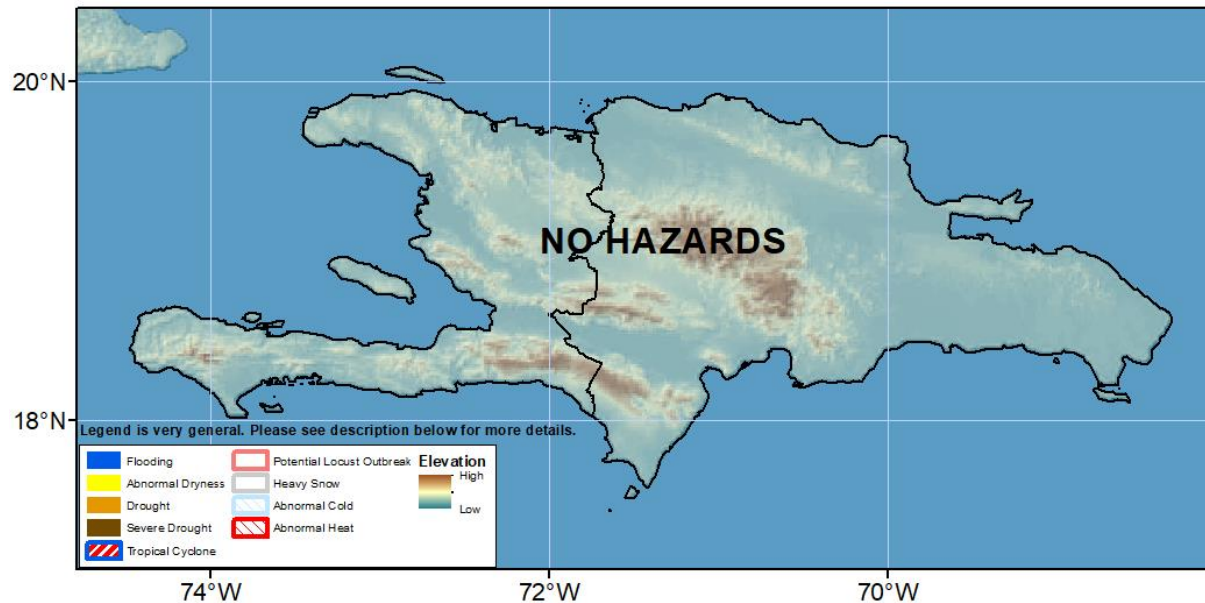 20°N
NO HAZARDS
18°N
Legend is very general. Please see description below for more details.
Flooding
Abnormal Dryness
Drought
Severe Drought
Tropical Cyclone
Potential Locust Outbreak
Heavy Snow
Abnormal Cold
Abnormal Heat
Elevation
High
Low
74°W
72°W
70°W